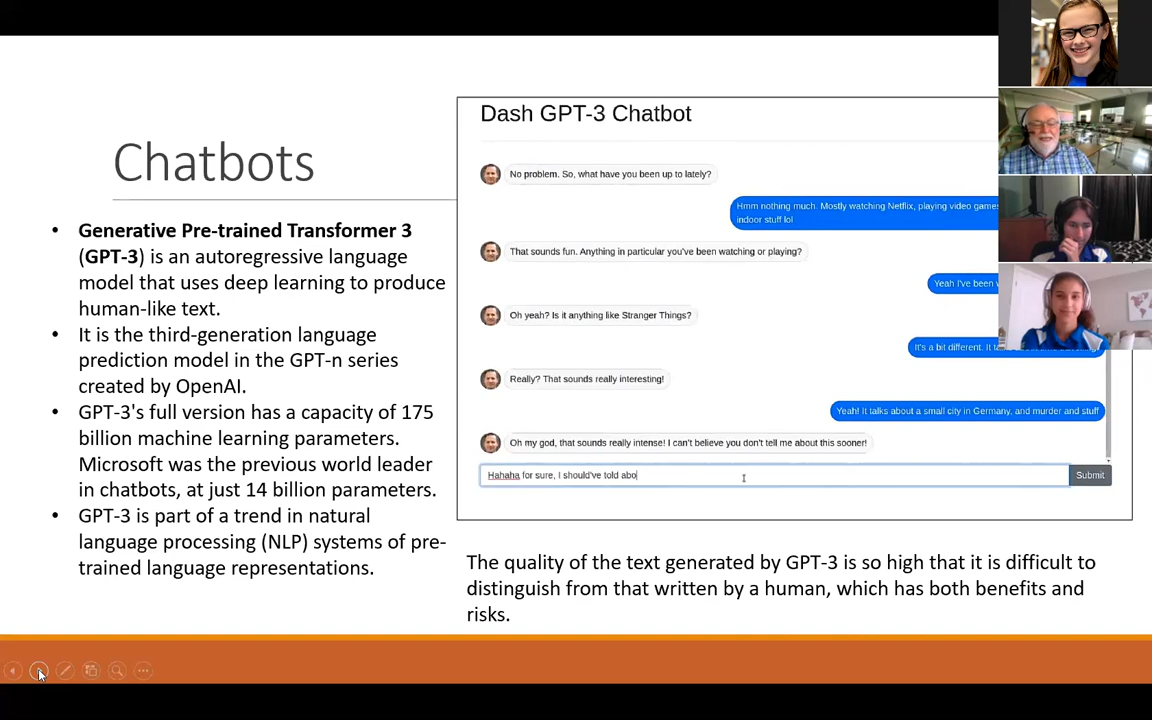 Chatbots
Generative Pre-trained Transformer 3
(GPT-3) is an autoregressive language
model that uses deep learning to produce
human-like text.
It is the third-generation language
prediction model in the GPT-n series
created by OpenAI.
GPT-3's full version has a capacity of 175
billion machine learning parameters.
Microsoft was the previous world leader
in chatbots, at just 14 billion parameters.
GPT-3 is part of a trend in natural
language processing (NLP) systems of pre-
trained language representations.
Dash GPT-3 Chatbot
No problem. So, what have you been up to lately?
Hmm nothing much. Mostly watching Netflix, playing video games
indoor stuff lol
That sounds fun. Anything in particular you've been watching or playing?
Yeah I've been
Oh yeah? Is it anything like Stranger Things?
It's a bit different. It
Really? That sounds really interesting!
Yeah! It talks about a small city in Germany, and murder and stuff
Oh my god, that sounds really intense! I can't believe you don't tell me about this sooner!
Hahaha for sure, I should've told abo
Submit
The quality of the text generated by GPT-3 is so high that it is difficult to
distinguish from that written by a human, which has both benefits and
risks.